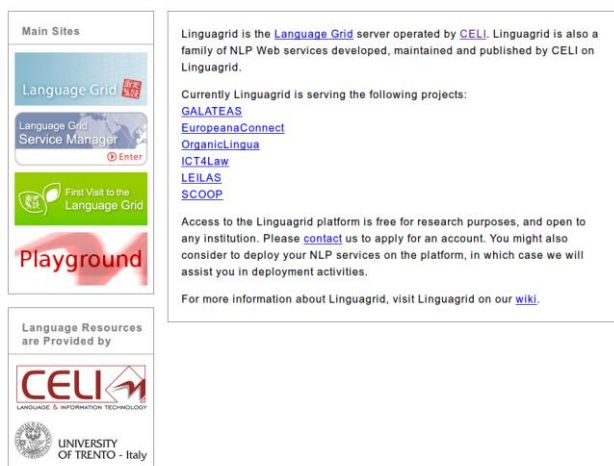 Main Sites
Language Grid
Language Grid
Service Manager
Enter
First Visit to the
Language Grid
Playground
Language Resources
are Provided by
CELI
LANGUAGE & INFORMATION TECHNOLOGY
UNIVERSITY
OF TRENTO - Italy
Linguagrid is the Language Grid server operated by CELI. Linguagrid is also a
family of NLP Web services developed, maintained and published by CELI on
Linguagrid.
Currently Linguagrid is serving the following projects:
GALATEAS
EuropeanaConnect
OrganicLingua
ICT4Law
LEILAS
SCOOP
Access to the Linguagrid platform is free for research purposes, and open to
any institution. Please contact us to apply for an account. You might also
consider to deploy your NLP services on the platform, in which case we will
assist you in deployment activities.
For more information about Linguagrid, visit Linguagrid on our wiki.